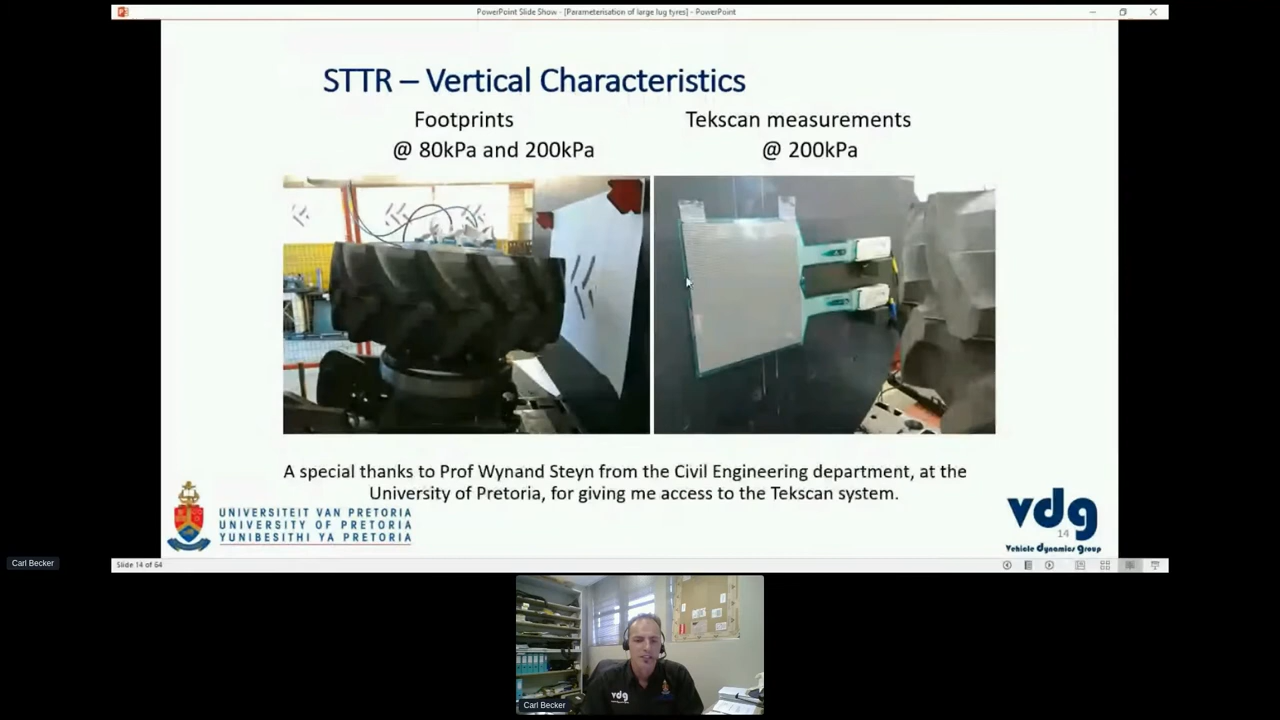 PowerPoint Slide Show - [Parameterisation of large lug tyres] - PowerPoint
STTR – Vertical Characteristics
Footprints
@ 80kPa and 200kPa
Tekscan measurements
@ 200kPa
A special thanks to Prof Wynand Steyn from the Civil Engineering department, at the
University of Pretoria, for giving me access to the Tekscan system.
UNIVERSITEIT VAN PRETORIA
UNIVERSITY OF PRETORIA
YUNIBESITHI YA PRETORIA
vdg
14
Vehicle Dynamics Group
Slide 14 of 64
Carl Becker
vdg
Carl Becker